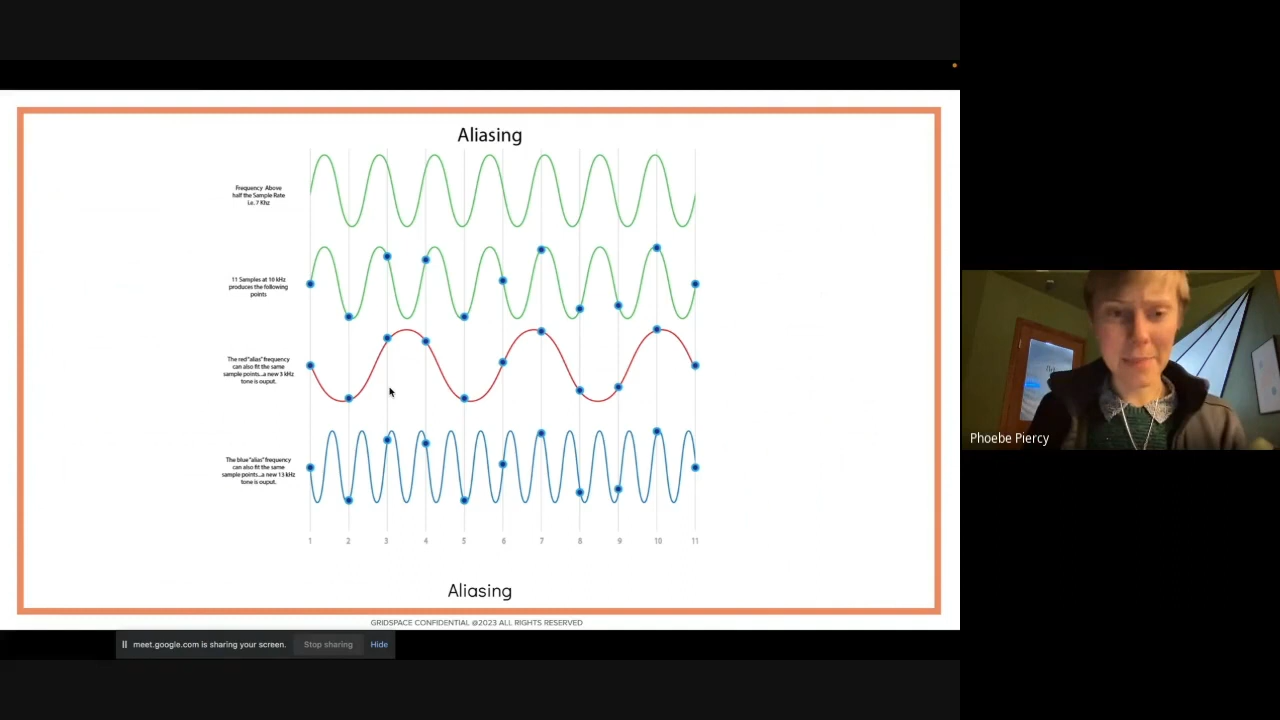 Aliasing
Frequency Above
half the Sample Rate
i.e. 7 Khz
11 Samples at 10 kHz
produces the following
points
The red "alias" frequency
can also fit the same
sample points...a new 3 kHz
tone is ouput.
The blue "alias" frequency
can also fit the same
sample points...a new 13 kHz
tone is ouput.
1 2 3 4 5 6 7 8 9 10 11
Aliasing
GRIDSPACE CONFIDENTIAL @2023 ALL RIGHTS RESERVED
meet.google.com is sharing your screen. Stop sharing Hide
Phoebe Piercy